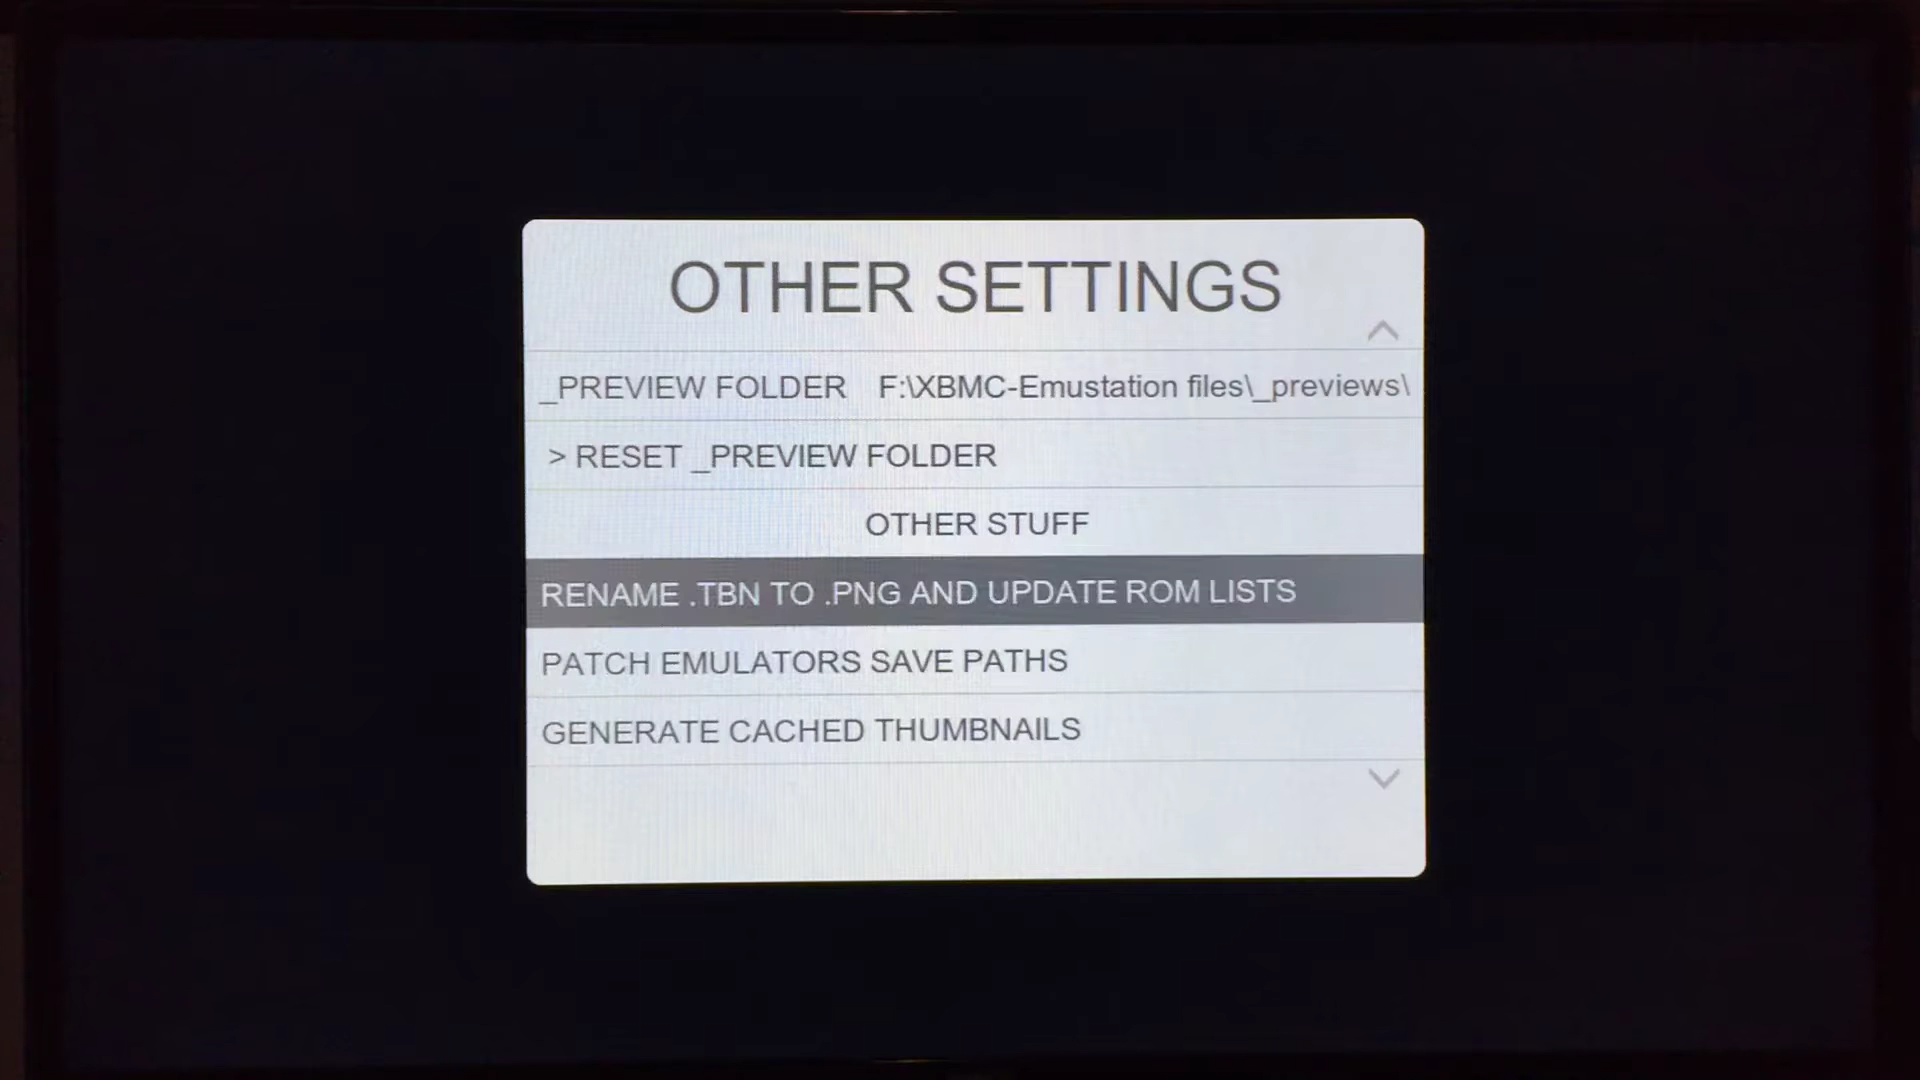 OTHER SETTINGS
_PREVIEW FOLDER F:\XBMC-Emustation files\_previews\
> RESET _PREVIEW FOLDER
OTHER STUFF
RENAME .TBN TO .PNG AND UPDATE ROM LISTS
PATCH EMULATORS SAVE PATHS
GENERATE CACHED THUMBNAILS